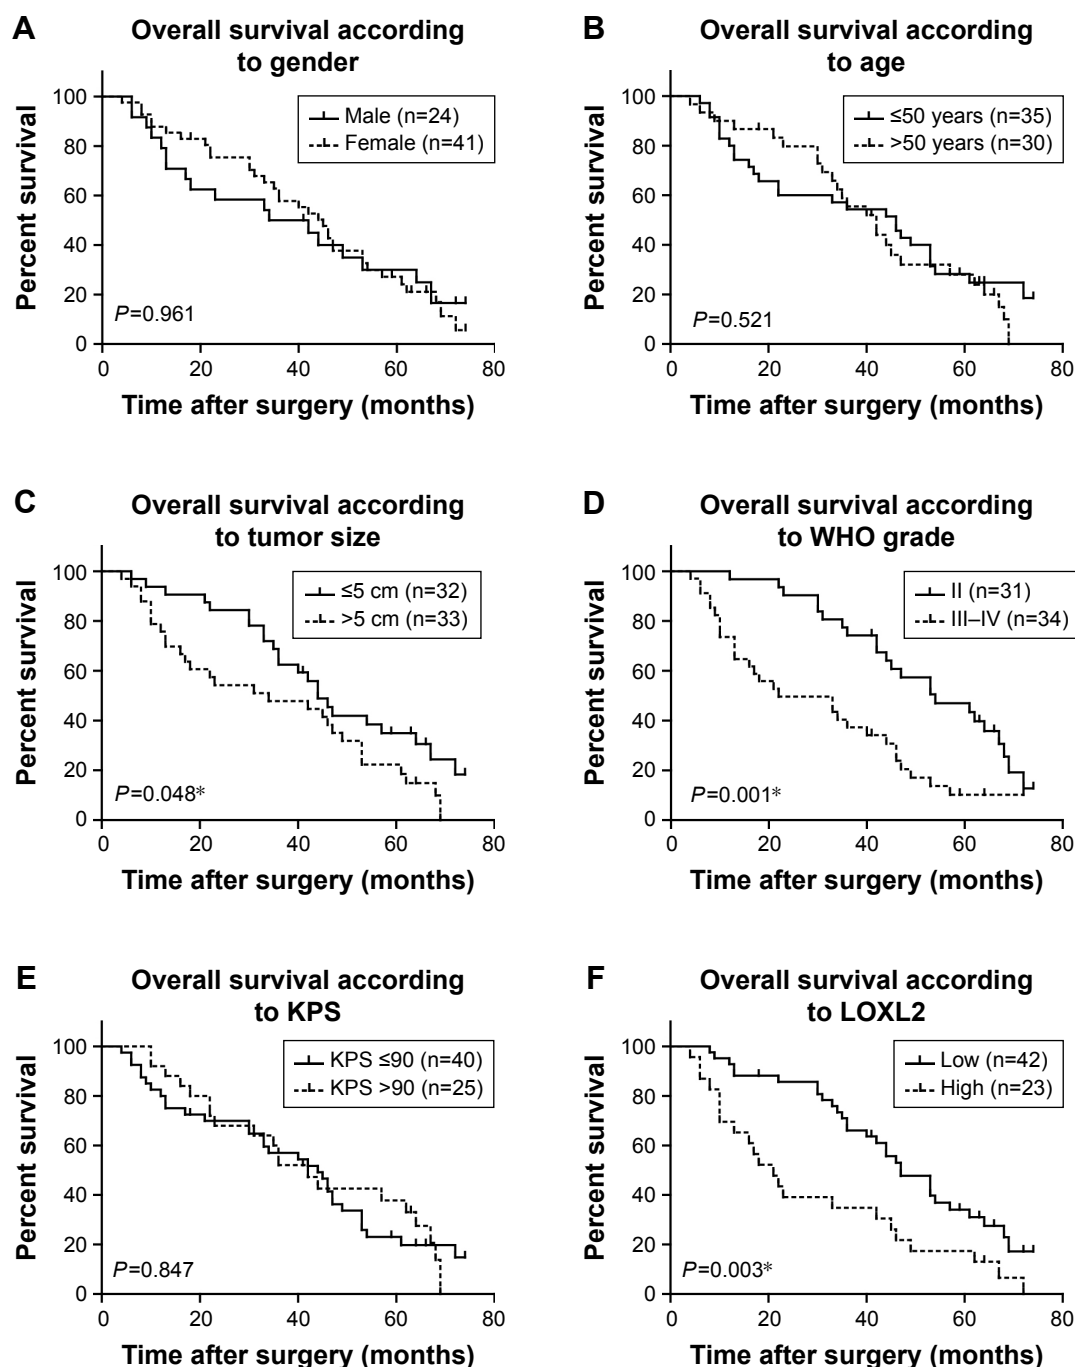 A
Overall survival according
to gender
Percent survival
100
80
60
40
20
0
Male (n=24)
Female (n=41)
P=0.961
0 20 40 60 80
Time after surgery (months)
B
Overall survival according
to age
Percent survival
100
80
60
40
20
0
≤50 years (n=35)
>50 years (n=30)
P=0.521
0 20 40 60 80
Time after surgery (months)
C
Overall survival according
to tumor size
Percent survival
100
80
60
40
20
0
≤5 cm (n=32)
>5 cm (n=33)
P=0.048*
0 20 40 60 80
Time after surgery (months)
D
Overall survival according
to WHO grade
Percent survival
100
80
60
40
20
0
II (n=31)
III–IV (n=34)
P=0.001*
0 20 40 60 80
Time after surgery (months)
E
Overall survival according
to KPS
Percent survival
100
80
60
40
20
0
KPS ≤90 (n=40)
KPS >90 (n=25)
P=0.847
0 20 40 60 80
Time after surgery (months)
F
Overall survival according
to LOXL2
Percent survival
100
80
60
40
20
0
Low (n=42)
High (n=23)
P=0.003*
0 20 40 60 80
Time after surgery (months)